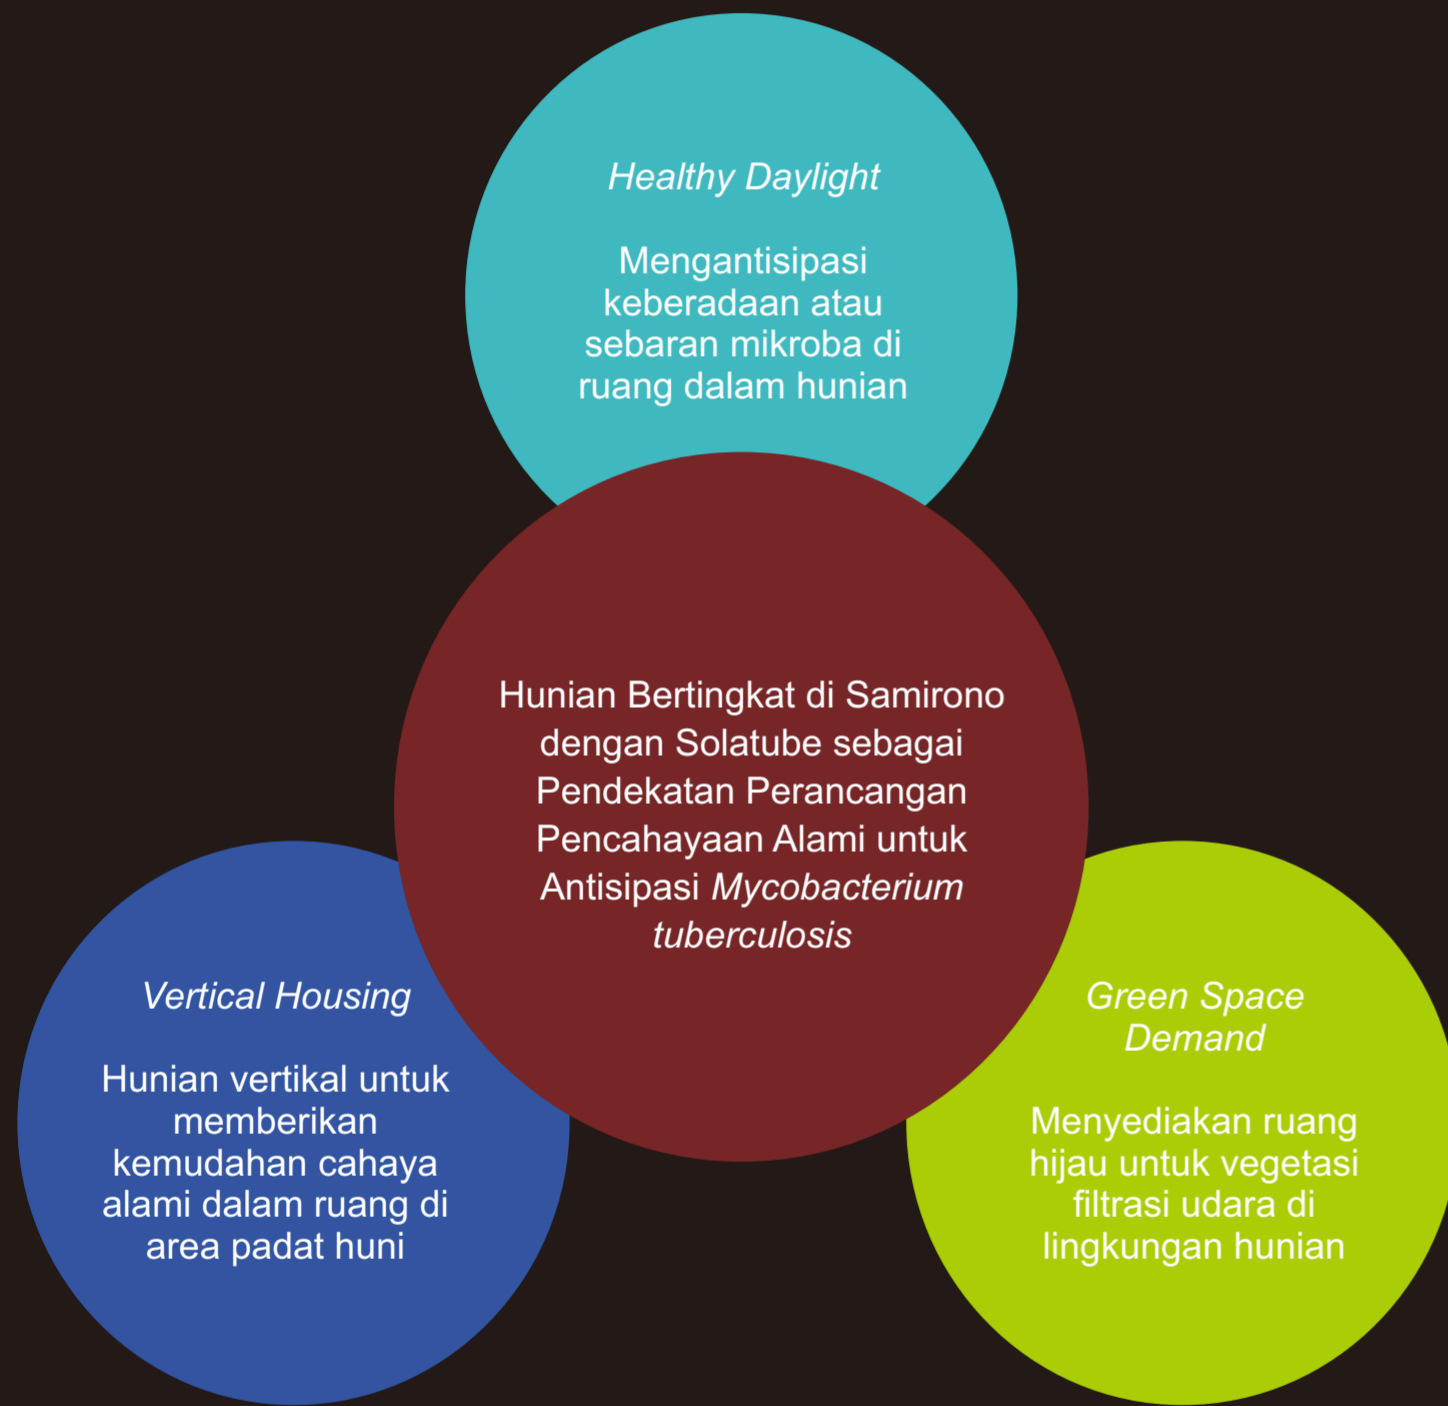 Healthy Daylight
Mengantisipasi
keberadaan atau
sebaran mikroba di
ruang dalam hunian
Hunian Bertingkat di Samirono
dengan Solatube sebagai
Pendekatan Perancangan
Pencahayaan Alami untuk
Antisipasi Mycobacterium
tuberculosis
Vertical Housing
Hunian vertikal untuk
memberikan
kemudahan cahaya
alami dalam ruang di
area padat huni
Green Space
Demand
Menyediakan ruang
hijau untuk vegetasi
filtrasi udara di
lingkungan hunian